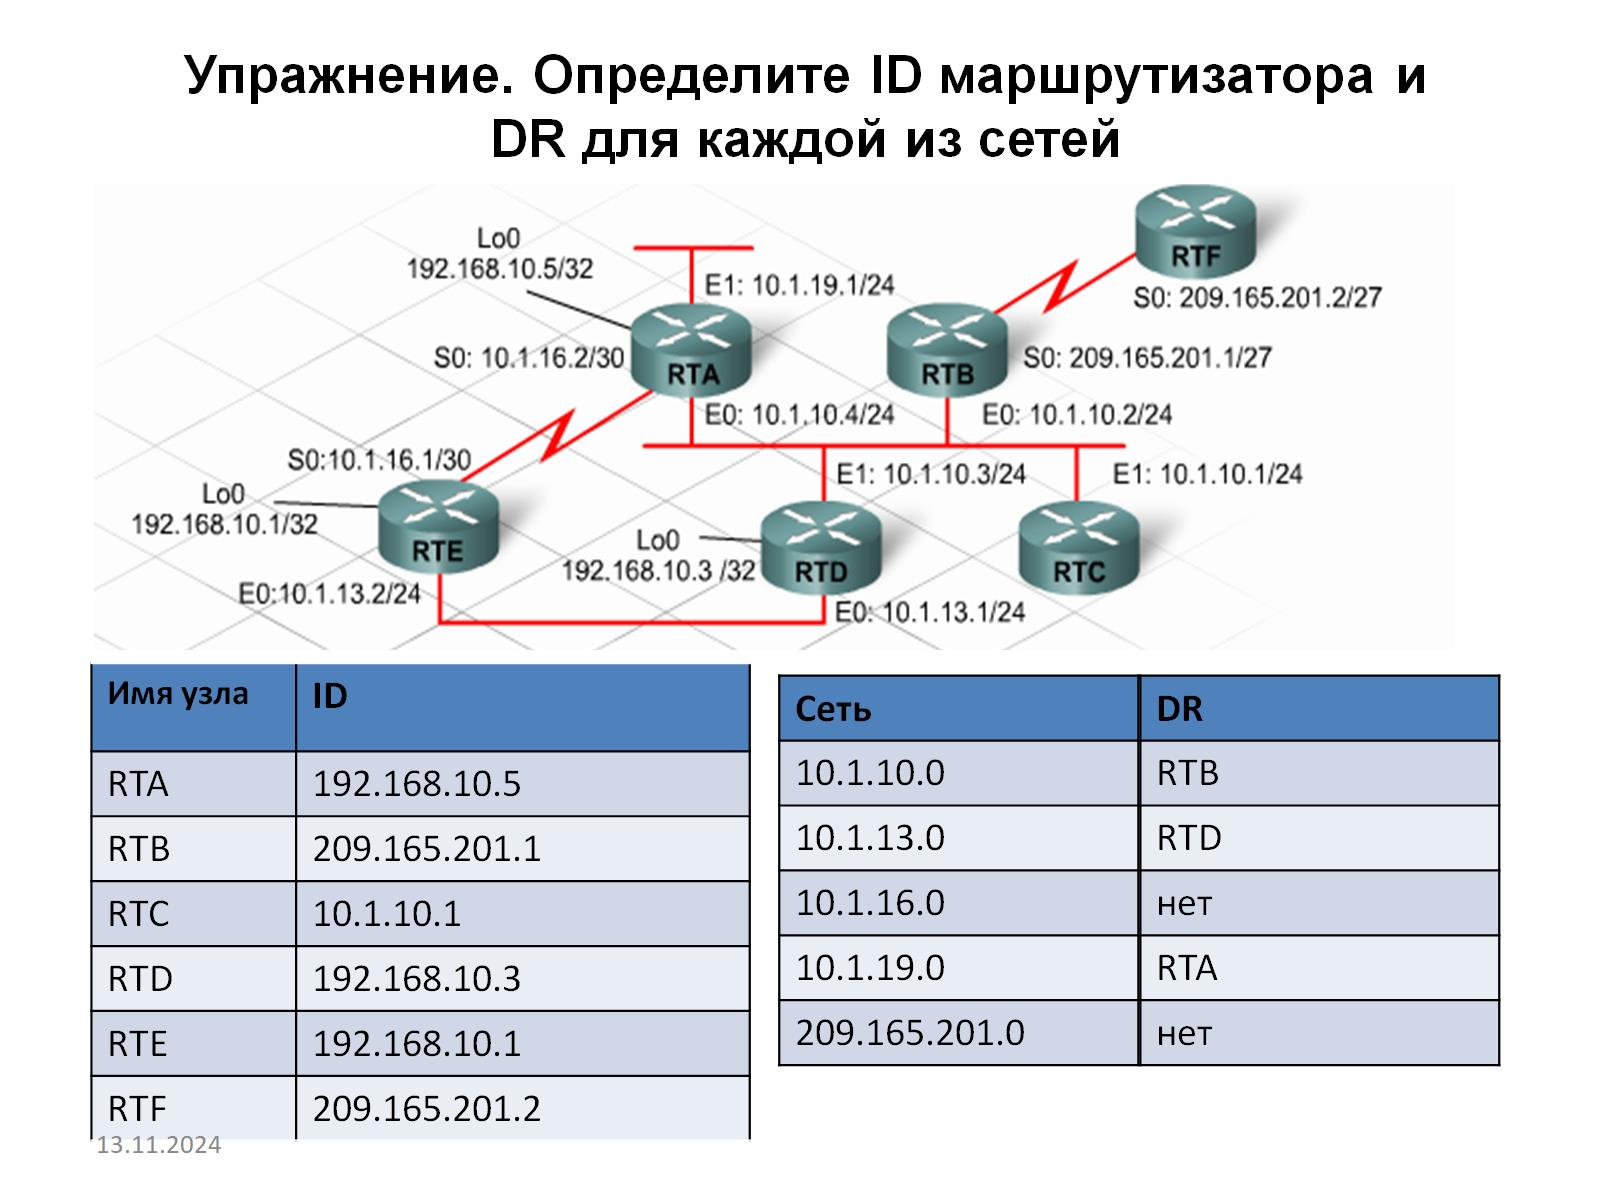 Упражнение. Определите ID маршрутизатора и
DR для каждой из сетей
Lo0
192.168.10.5/32
E1: 10.1.19.1/24
RTF
S0: 209.165.201.2/27
S0: 10.1.16.2/30
RTA
RTB
S0: 209.165.201.1/27
E0: 10.1.10.4/24
E0: 10.1.10.2/24
S0:10.1.16.1/30
E1: 10.1.10.3/24
E1: 10.1.10.1/24
Lo0
192.168.10.1/32
RTE
Lo0
192.168.10.3 /32
RTD
RTC
E0:10.1.13.2/24
E0: 10.1.13.1/24
Имя узла ID
RTA 192.168.10.5
RTB 209.165.201.1
RTC 10.1.10.1
RTD 192.168.10.3
RTE 192.168.10.1
RTF 209.165.201.2
Сеть DR
10.1.10.0 RTB
10.1.13.0 RTD
10.1.16.0 нет
10.1.19.0 RTA
209.165.201.0 нет
13.11.2024